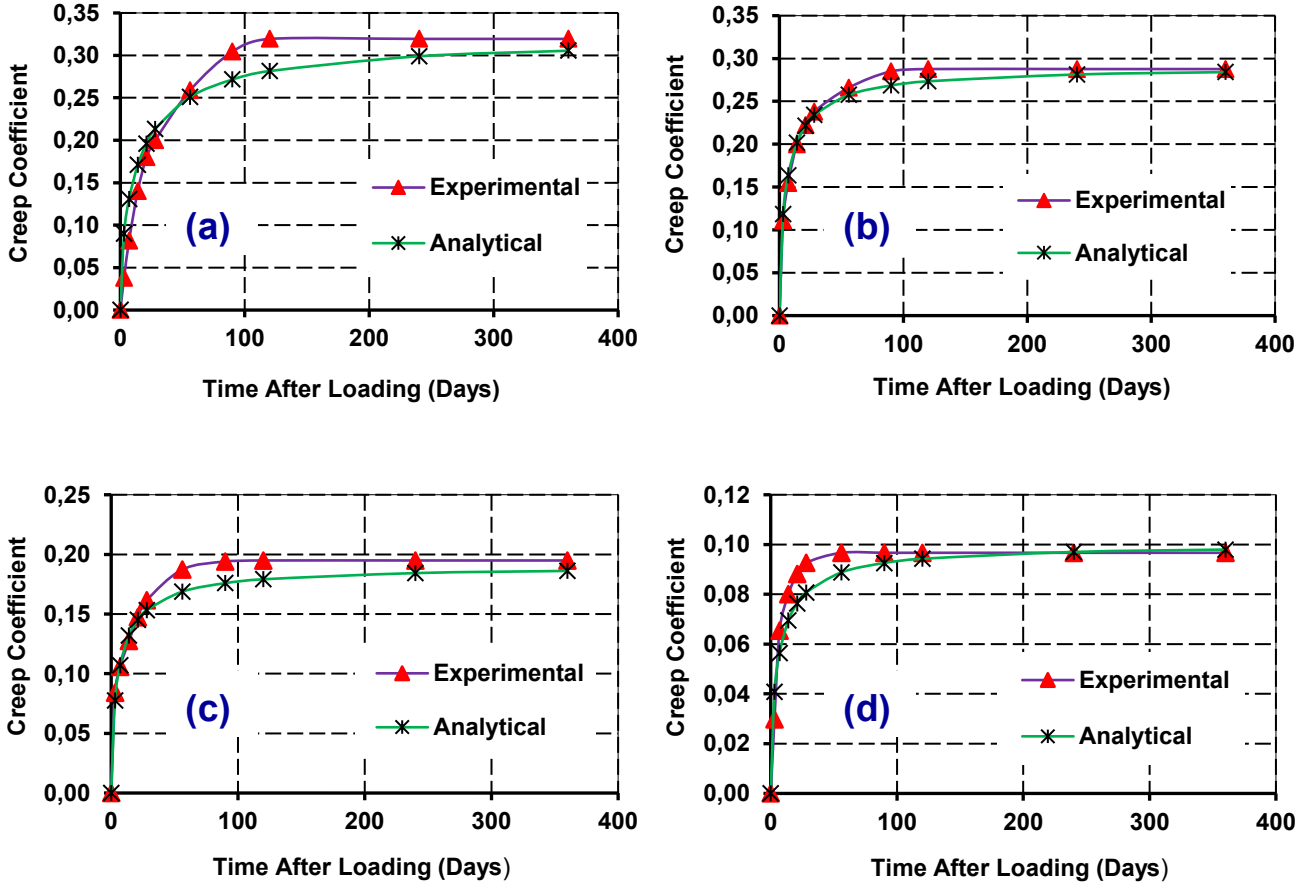 0,35
0,30
0,25
0,20
0,15
0,10
0,05
0,00
Creep Coefficient
0
100
200
300
400
Time After Loading (Days)
Experimental
Analytical
(a)
0,35
0,30
0,25
0,20
0,15
0,10
0,05
0,00
Creep Coefficient
0
100
200
300
400
Time After Loading (Days)
Experimental
Analytical
(b)
0,25
0,20
0,15
0,10
0,05
0,00
Creep Coefficient
0
100
200
300
400
Time After Loading (Days)
Experimental
Analytical
(c)
0,12
0,10
0,08
0,06
0,04
0,02
0,00
Creep Coefficient
0
100
200
300
400
Time After Loading (Days)
Experimental
Analytical
(d)